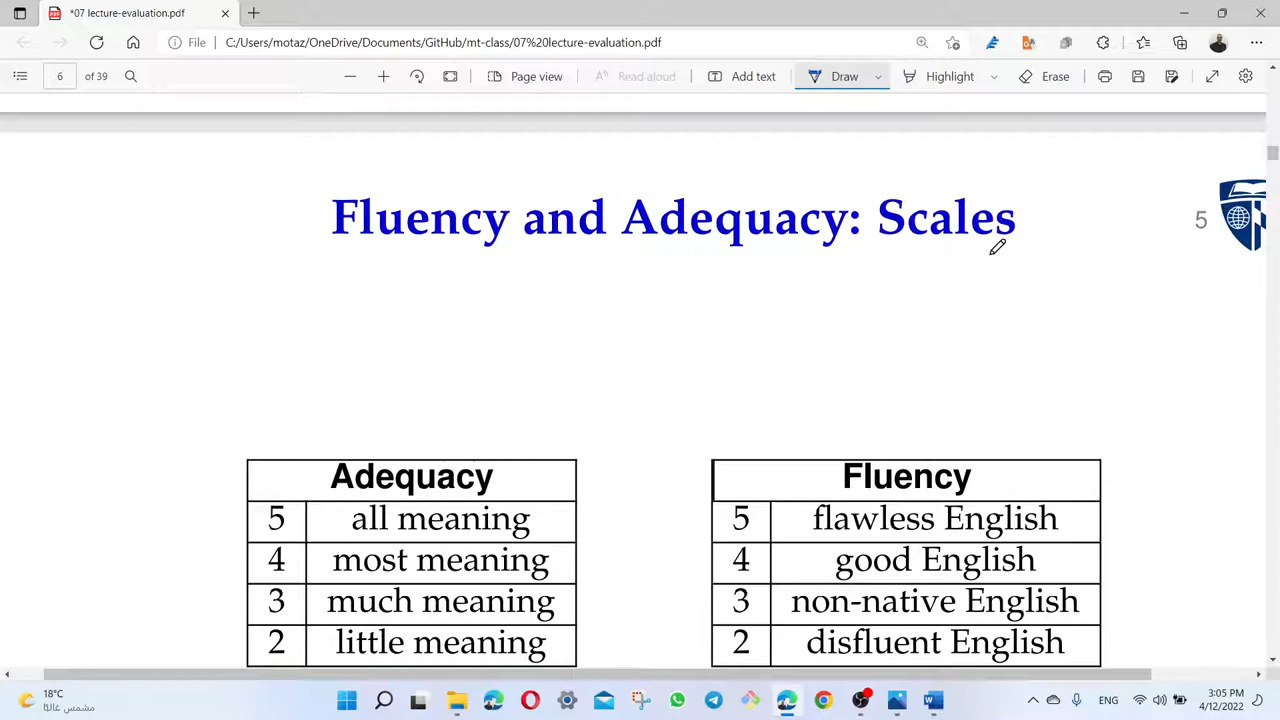 *07 lecture-evaluation.pdf
File
C:/Users/motaz/OneDrive/Documents/GitHub/mt-class/07%20lecture-evaluation.pdf
6 of 39
Page view
Read aloud
Add text
Draw
Highlight
Erase
Fluency and Adequacy: Scales
5
Adequacy
5 all meaning
4 most meaning
3 much meaning
2 little meaning
Fluency
5 flawless English
4 good English
3 non-native English
2 disfluent English
18°C
مشمس غالبًا
ENG
3:05 PM
4/12/2022